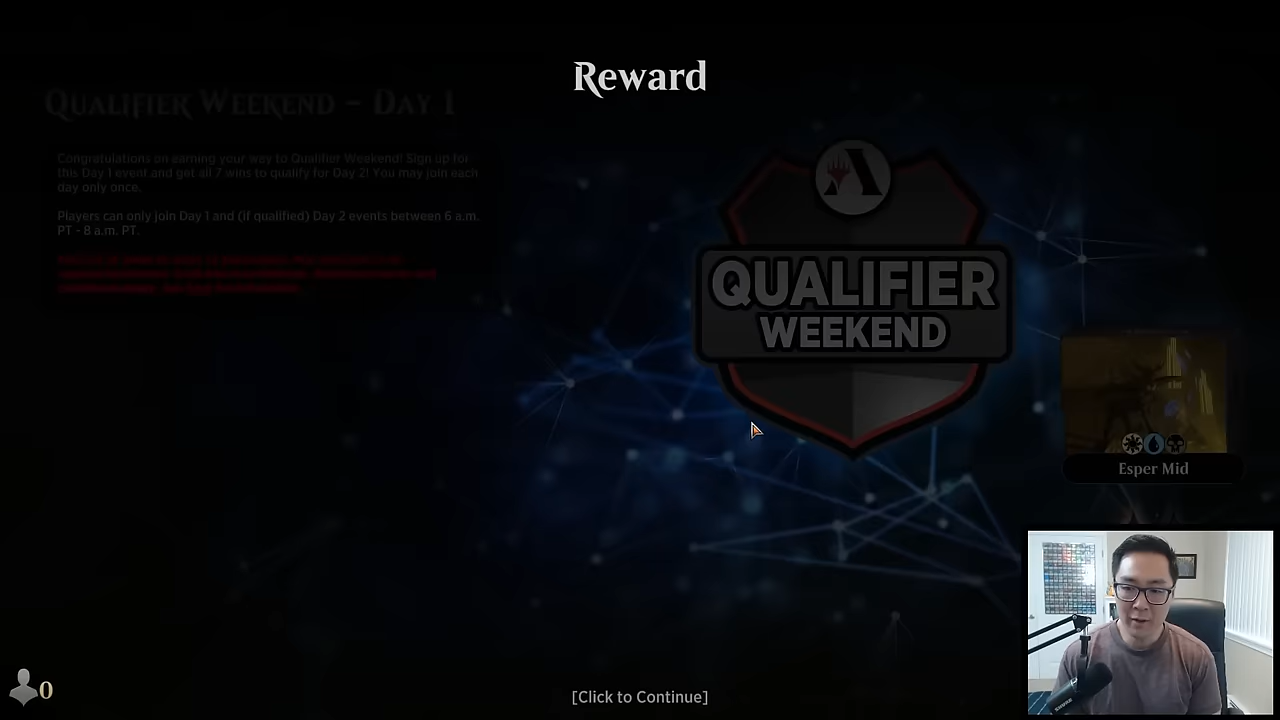 Reward
QUALIFIER WEEKEND – DAY 1
Congratulations on earning your way to Qualifier Weekend! Sign up for
this Day 1 event and get all 7 wins to qualify for Day 2! You may join each
day only once.
Players can only join Day 1 and (if qualified) Day 2 events between 6 a.m.
PT - 8 a.m. PT.
QUALIFIER
WEEKEND
Esper Mid
0
[Click to Continue]